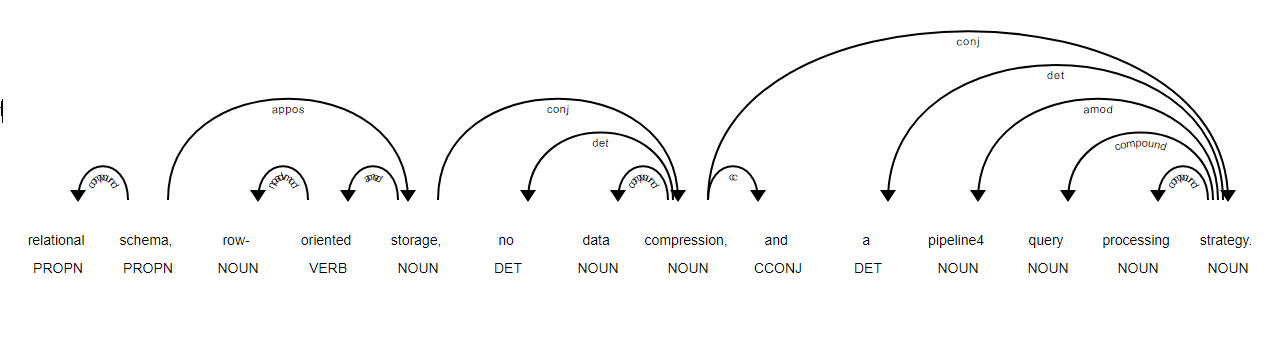 conj
det
appos conj amod
det compound
compound npadvmod amod compound cc compound
relational schema, row- oriented storage, no data compression, and a pipeline4 query processing strategy.
PROPN PROPN NOUN VERB NOUN DET NOUN NOUN CCONJ DET NOUN NOUN NOUN NOUN